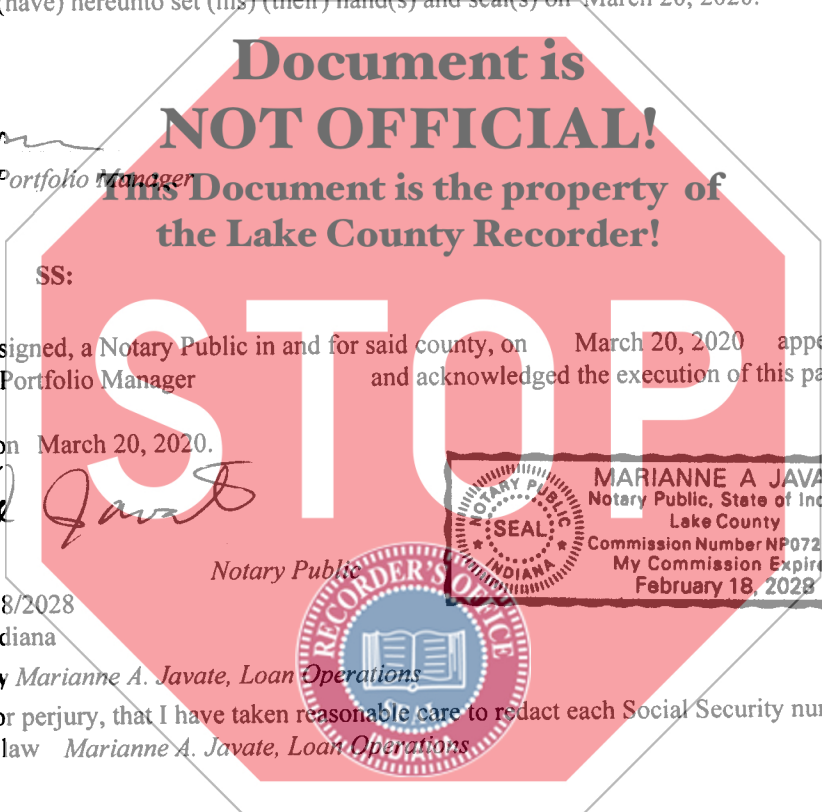 (have) hereunto set (his) (their) hand(s) and seal(s) on March 20, 2020.
Document is
NOT OFFICIAL!
Portfolio Manager
This Document is the property of
the Lake County Recorder!
SS:
STOP
signed, a Notary Public in and for said county, on March 20, 2020 appe
Portfolio Manager and acknowledged the execution of this pa
on March 20, 2020.
Javate
MARIANNE A JAVA
Notary Public, State of Ind
Lake County
Commission Number NP072
My Commission Expire
February 18, 2028
NOTARY PUBLIC
SEAL
INDIANA
Notary Public
8/2028
diana
y Marianne A. Javate, Loan Operations
or perjury, that I have taken reasonable care to redact each Social Security nu
law Marianne A. Javate, Loan Operations
RECORDER'S OFFICE
INDIANA